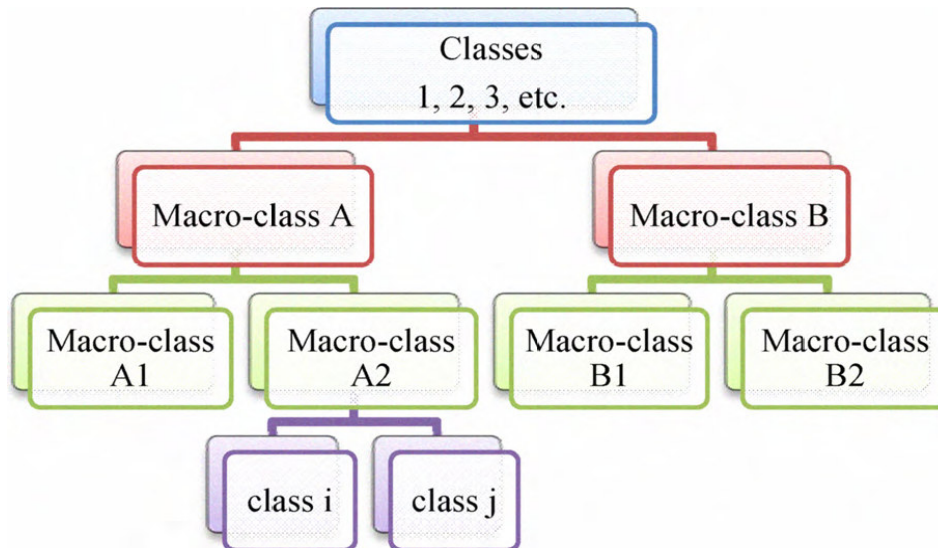 Classes
1, 2, 3, etc.
Macro-class A
Macro-class B
Macro-class
A1
Macro-class
A2
Macro-class
B1
Macro-class
B2
class i
class j